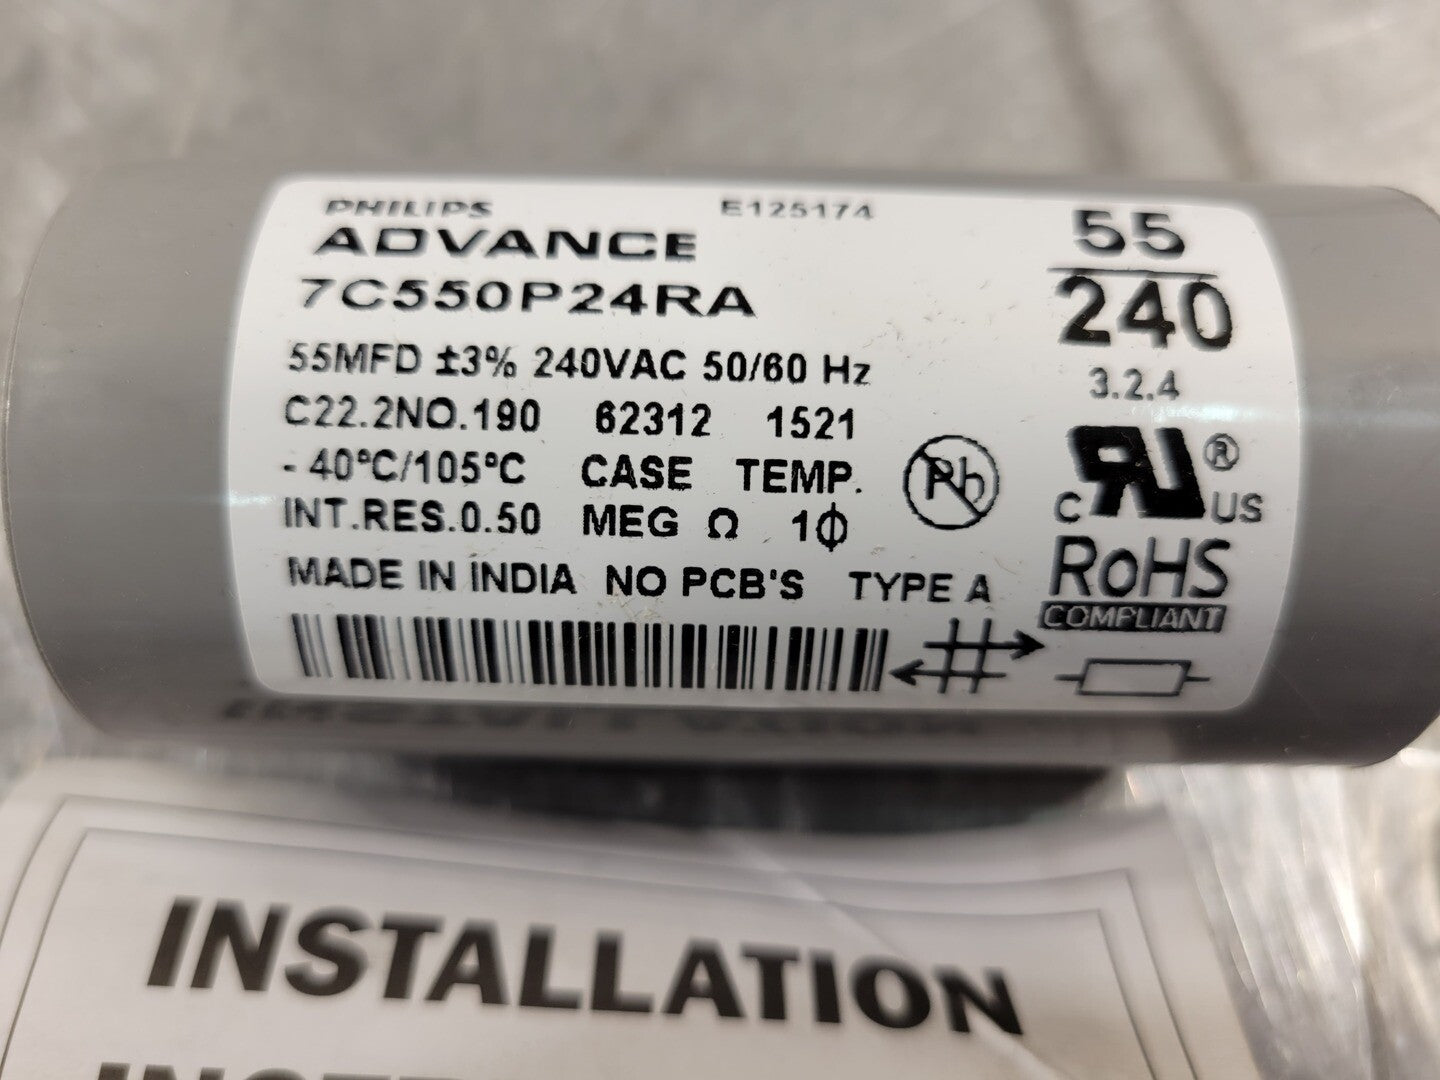 PHILIPS E125174
ADVANCE
7C550P24RA
55
240
3.2.4
55MFD ±3% 240VAC 50/60 Hz
C22.2NO.190 62312 1521
- 40°C/105°C CASE TEMP.
INT.RES.0.50 MEG Ω 1ϕ
MADE IN INDIA NO PCB'S TYPE A
Pb
C RU ® US
RoHS
COMPLIANT
INSTALLATION